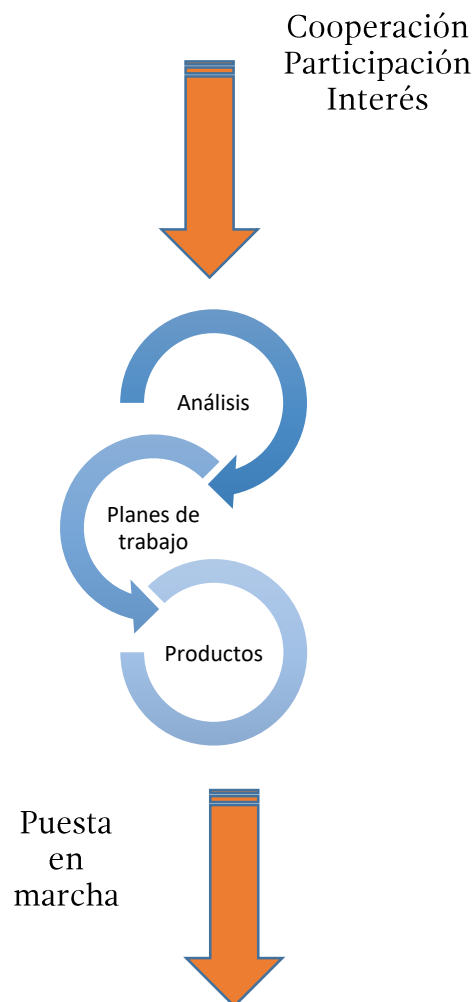 Cooperación
Participación
Interés
Análisis
Planes de
trabajo
Productos
Puesta
en
marcha